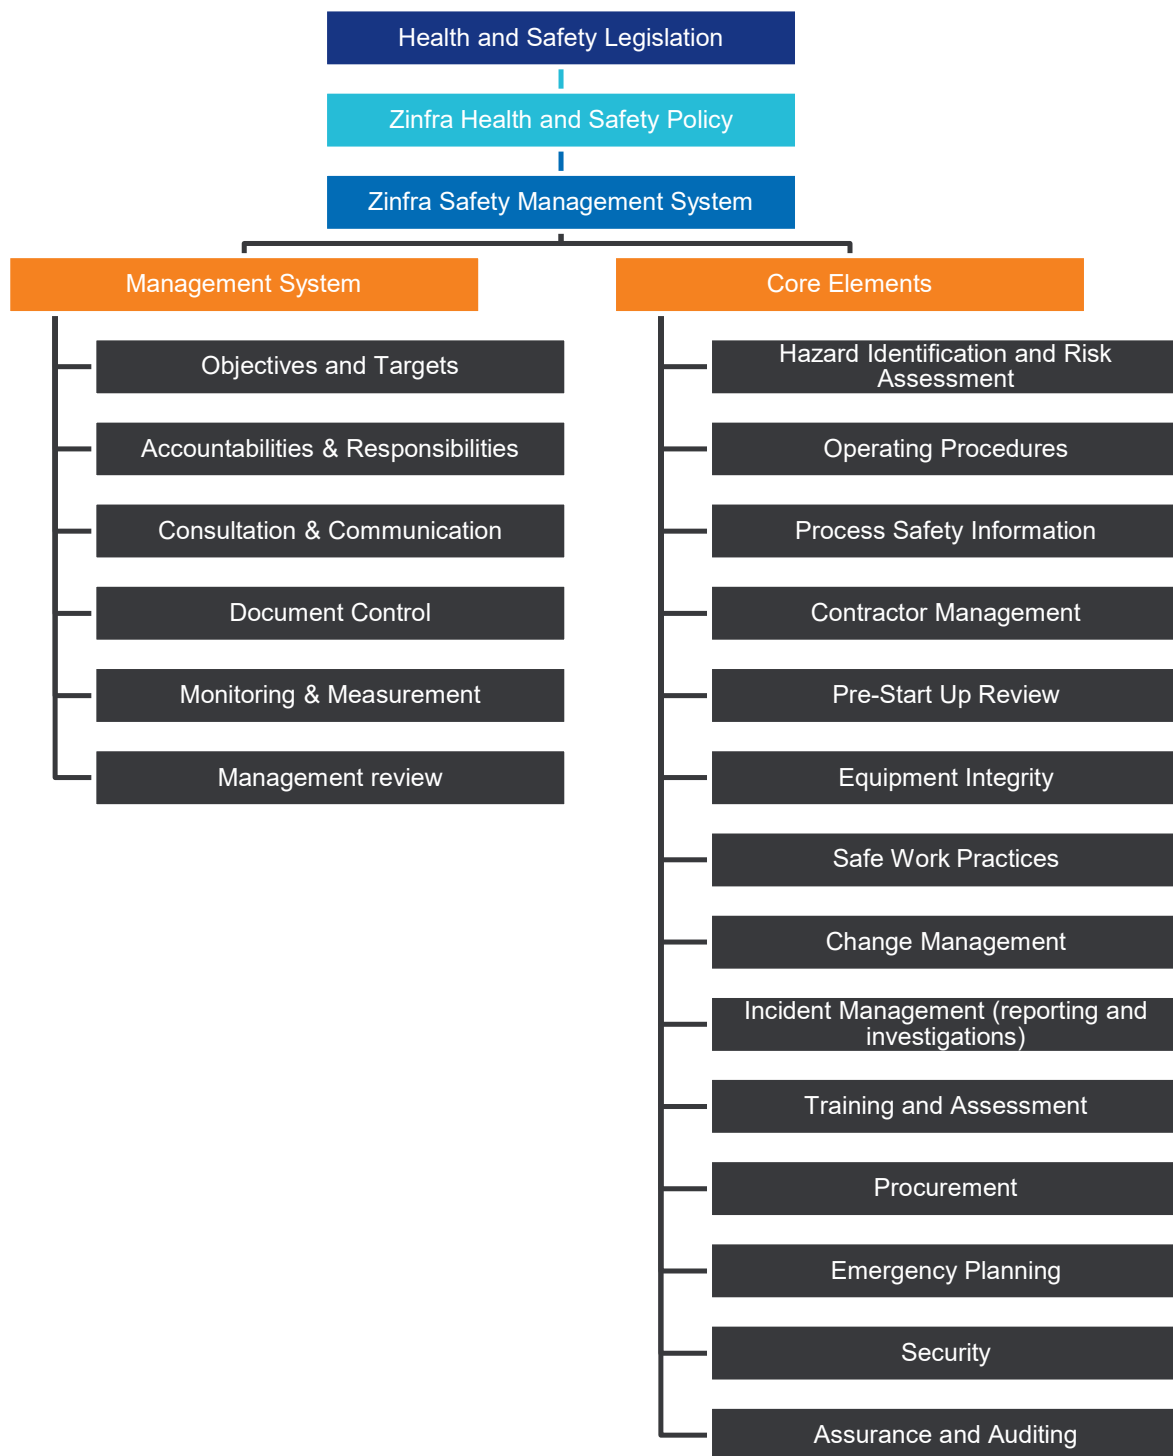 Health and Safety Legislation
Zinfra Health and Safety Policy
Zinfra Safety Management System
Management System
Objectives and Targets
Accountabilities & Responsibilities
Consultation & Communication
Document Control
Monitoring & Measurement
Management review
Core Elements
Hazard Identification and Risk
Assessment
Operating Procedures
Process Safety Information
Contractor Management
Pre-Start Up Review
Equipment Integrity
Safe Work Practices
Change Management
Incident Management (reporting and
investigations)
Training and Assessment
Procurement
Emergency Planning
Security
Assurance and Auditing